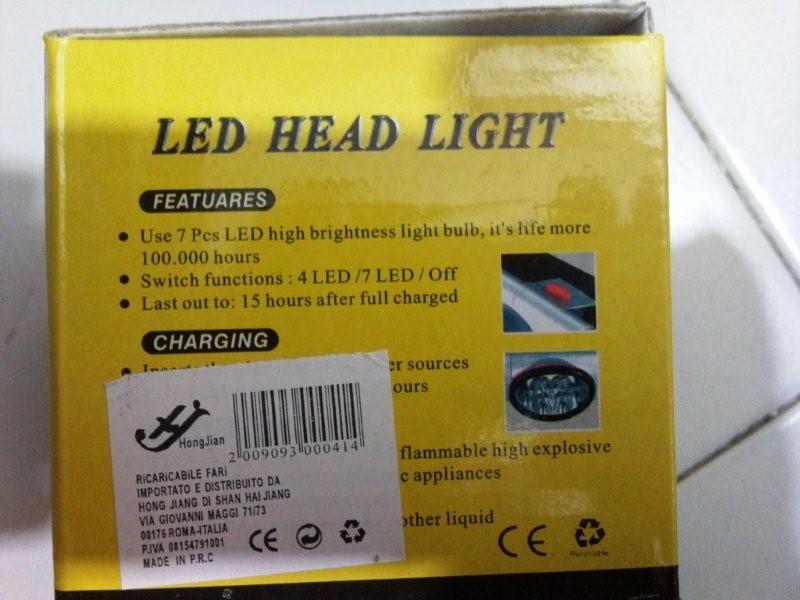 LED HEAD LIGHT
FEATUARES
• Use 7 Pcs LED high brightness light bulb, it's life more
100.000 hours
• Switch functions : 4 LED /7 LED / Off
• Last out to: 15 hours after full charged
CHARGING
er sources
ours
flammable high explosive
c appliances
other liquid
CE
Recyclable
HongJian
2 009093 000414
RiCARiCABiLE FARi
IMPORTATO E DISTRIBUITO DA
HONG JIANG DI SHAN HAI JIANG
VIA GIOVANNI MAGGI 71/73
00176 ROMA-ITALIA
P.IVA 08154791001
MADE IN P.R.C
CE